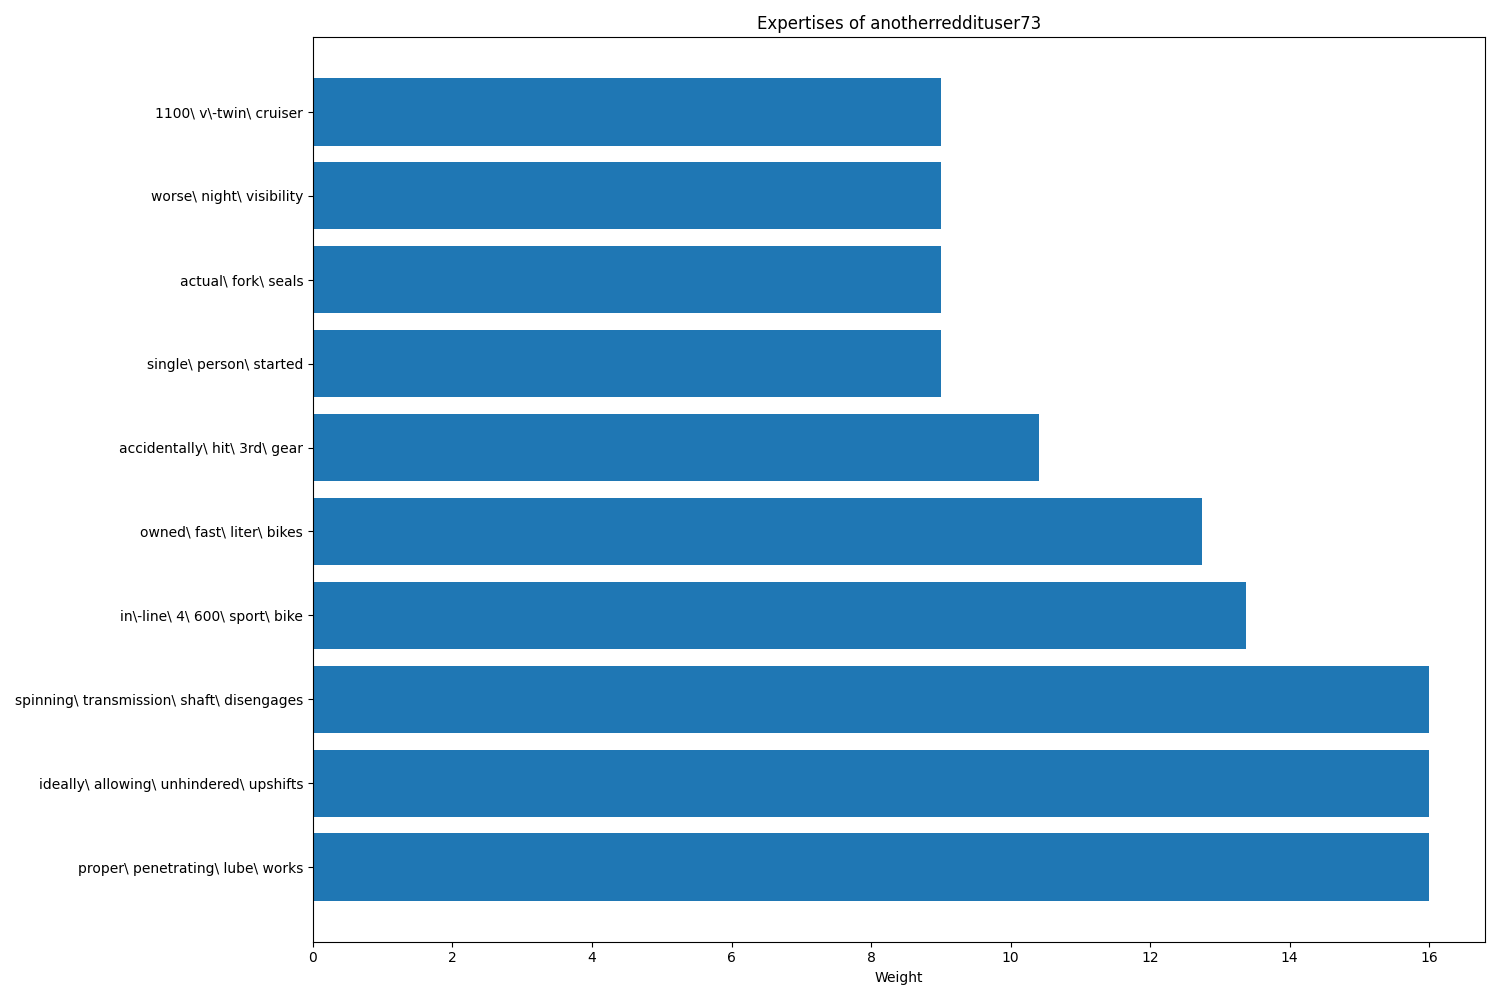 Expertises of anotherreddituser73
1100\ v\-twin\ cruiser
worse\ night\ visibility
actual\ fork\ seals
single\ person\ started
accidentally\ hit\ 3rd\ gear
owned\ fast\ liter\ bikes
in\-line\ 4\ 600\ sport\ bike
spinning\ transmission\ shaft\ disengages
ideally\ allowing\ unhindered\ upshifts
proper\ penetrating\ lube\ works
0 2 4 6 8 10 12 14 16
Weight